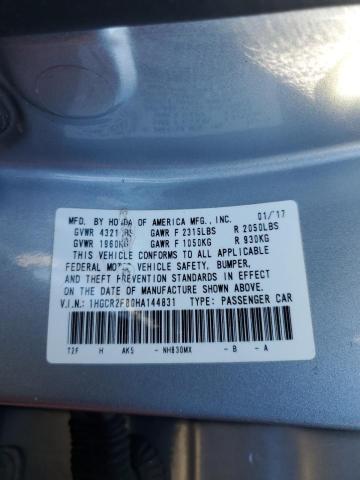 MFD. BY HONDA OF AMERICA MFG., INC. 01/17
GVWR 4321LBS GAWR F 2315LBS R 2050LBS
GVWR 1960KG GAWR F 1050KG R 930KG
THIS VEHICLE CONFORMS TO ALL APPLICABLE
FEDERAL MOTOR VEHICLE SAFETY, BUMPER,
AND THEFT PREVENTION STANDARDS IN EFFECT
ON THE DATE OF MANUFACTURE SHOWN ABOVE.
V.I.N.: 1HGCR2F80HA144831 TYPE: PASSENGER CAR
T2F H AK5 -NH830MX -B -A